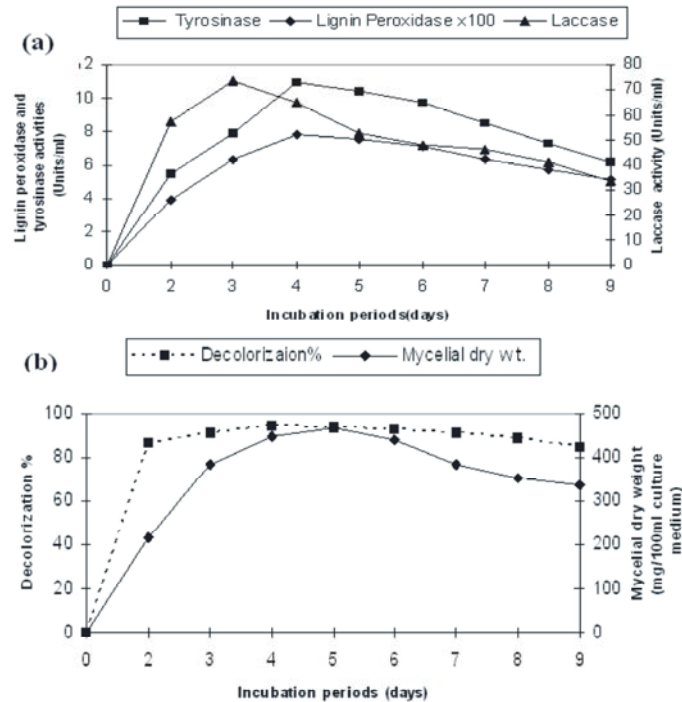 (a)
Tyrosinase Lignin Peroxidase x100 Laccase
Lignin peroxidase and
tyrosinase activities
(Units/ml)
12
10
8
6
4
2
0
80
70
60
50
40
30
20
10
0
Laccase activity (Units/ml)
0 2 3 4 5 6 7 8 9
Incubation periods(days)
(b)
Decolorizaion% Mycelial dry wt.
Decolorization %
100
80
60
40
20
0
500
400
300
200
100
0
Mycelial dry weight
(mg/100ml culture
medium)
0 2 3 4 5 6 7 8 9
Incubation periods (days)